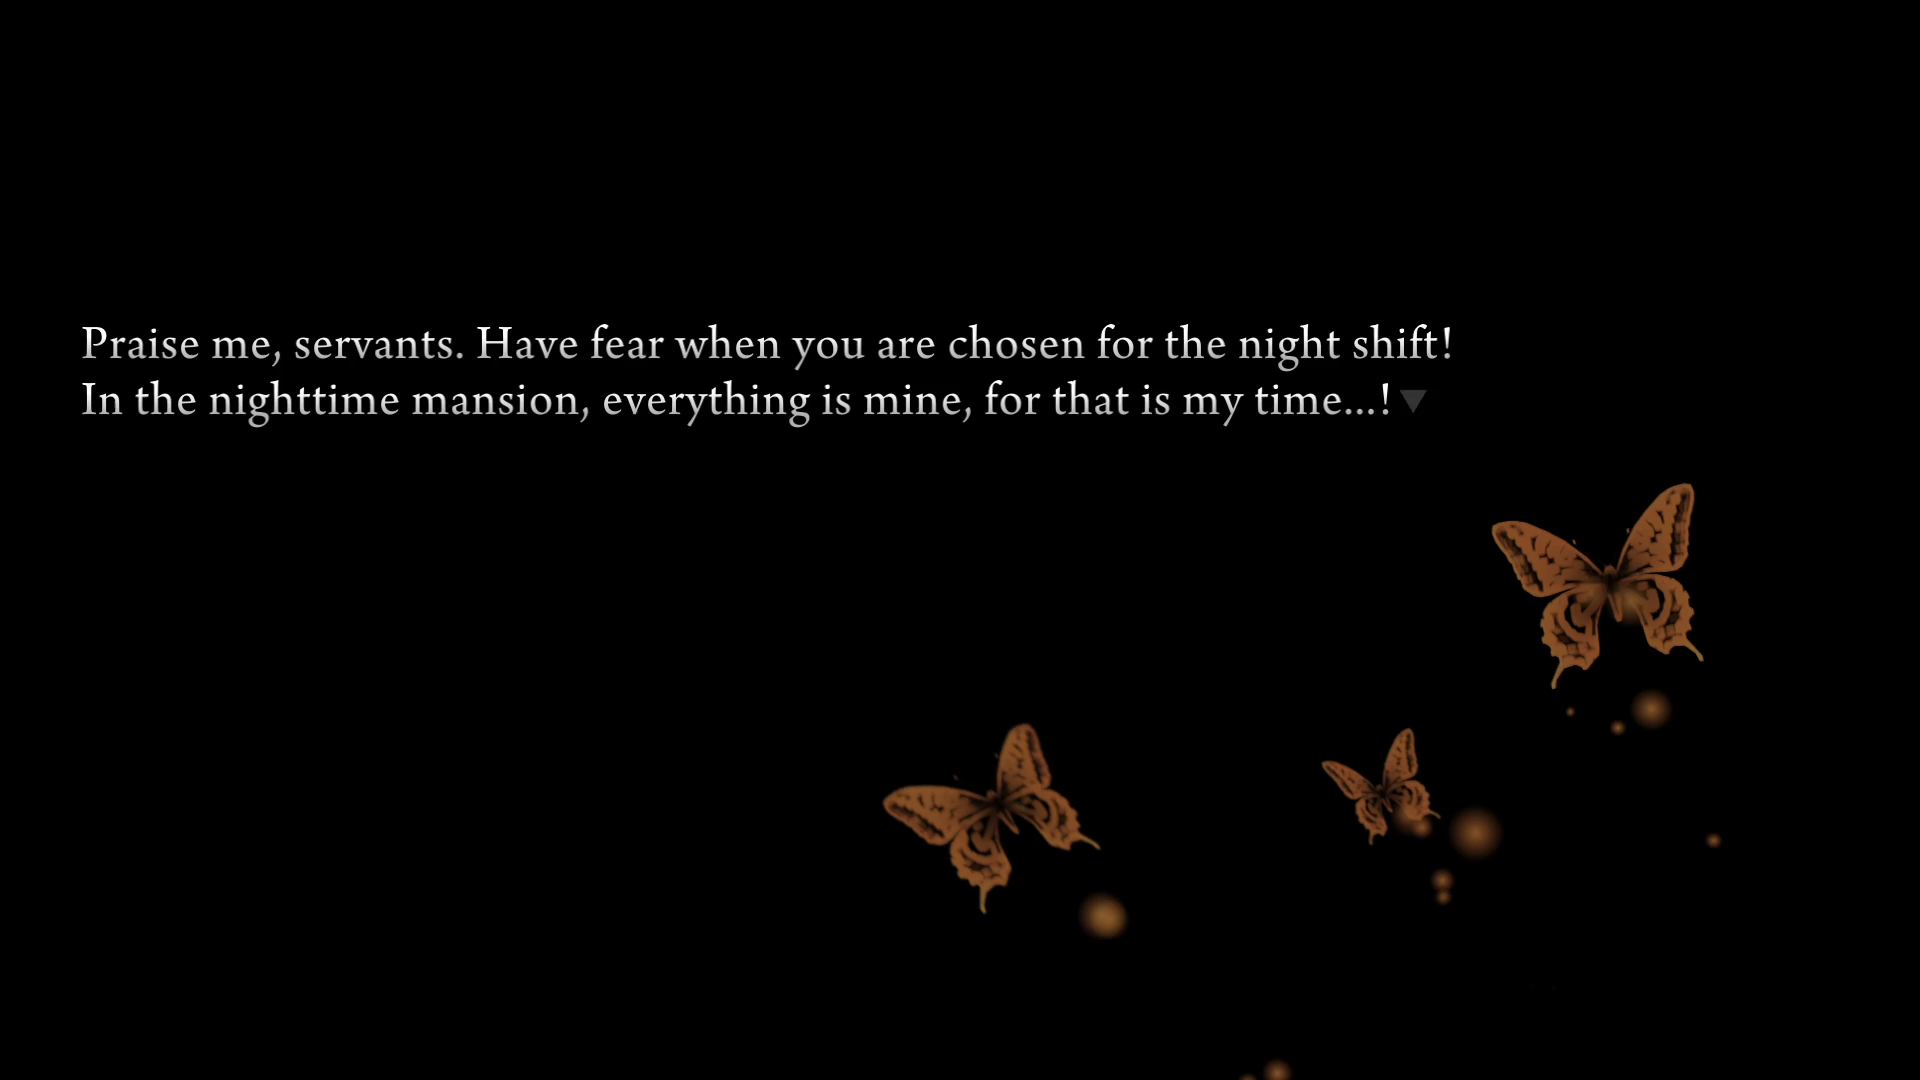 Praise me, servants. Have fear when you are chosen for the night shift!
In the nighttime mansion, everything is mine, for that is my time...!